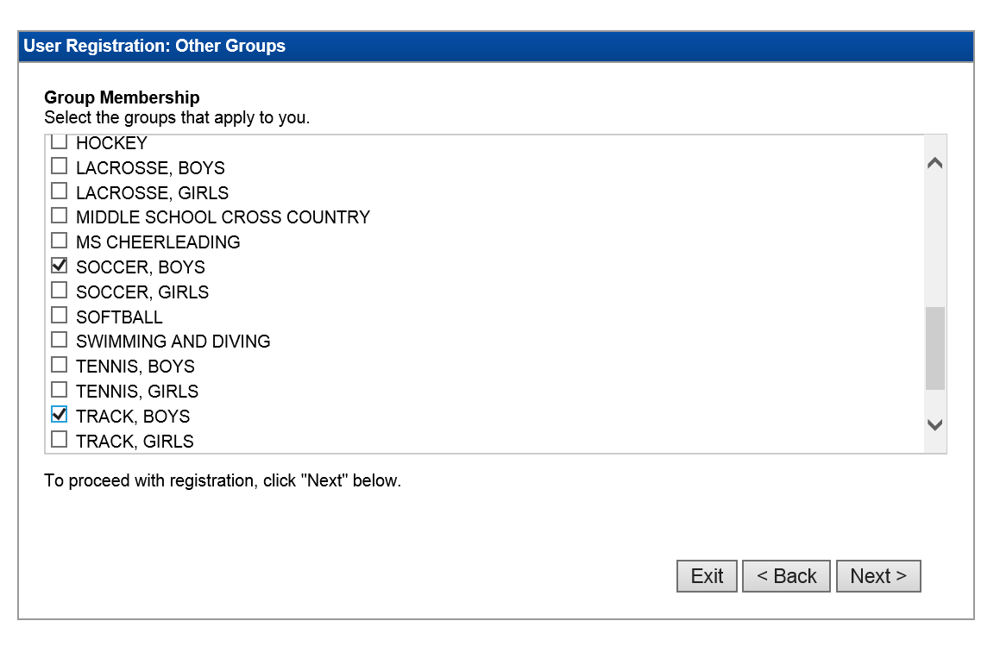 User Registration: Other Groups
Group Membership
Select the groups that apply to you.
HOCKEY
LACROSSE, BOYS
LACROSSE, GIRLS
MIDDLE SCHOOL CROSS COUNTRY
MS CHEERLEADING
SOCCER, BOYS
SOCCER, GIRLS
SOFTBALL
SWIMMING AND DIVING
TENNIS, BOYS
TENNIS, GIRLS
TRACK, BOYS
TRACK, GIRLS
To proceed with registration, click "Next" below.
Exit < Back Next >